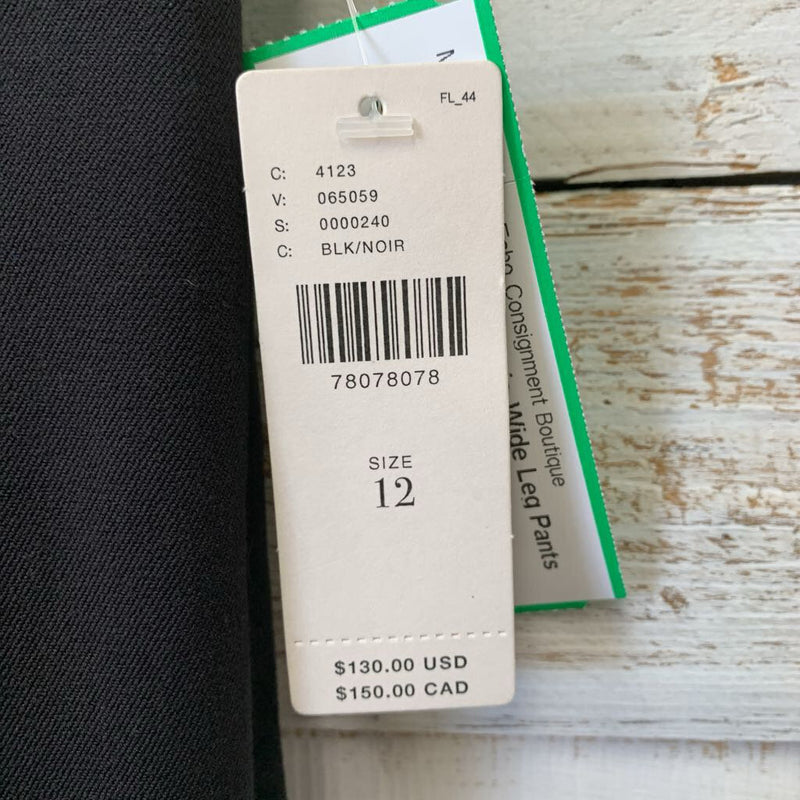 FL_44
C: 4123
V: 065059
S: 0000240
C: BLK/NOIR
78078078
SIZE
12
$130.00 USD
$150.00 CAD
Echo Consignment Boutique
Wide Leg Pants